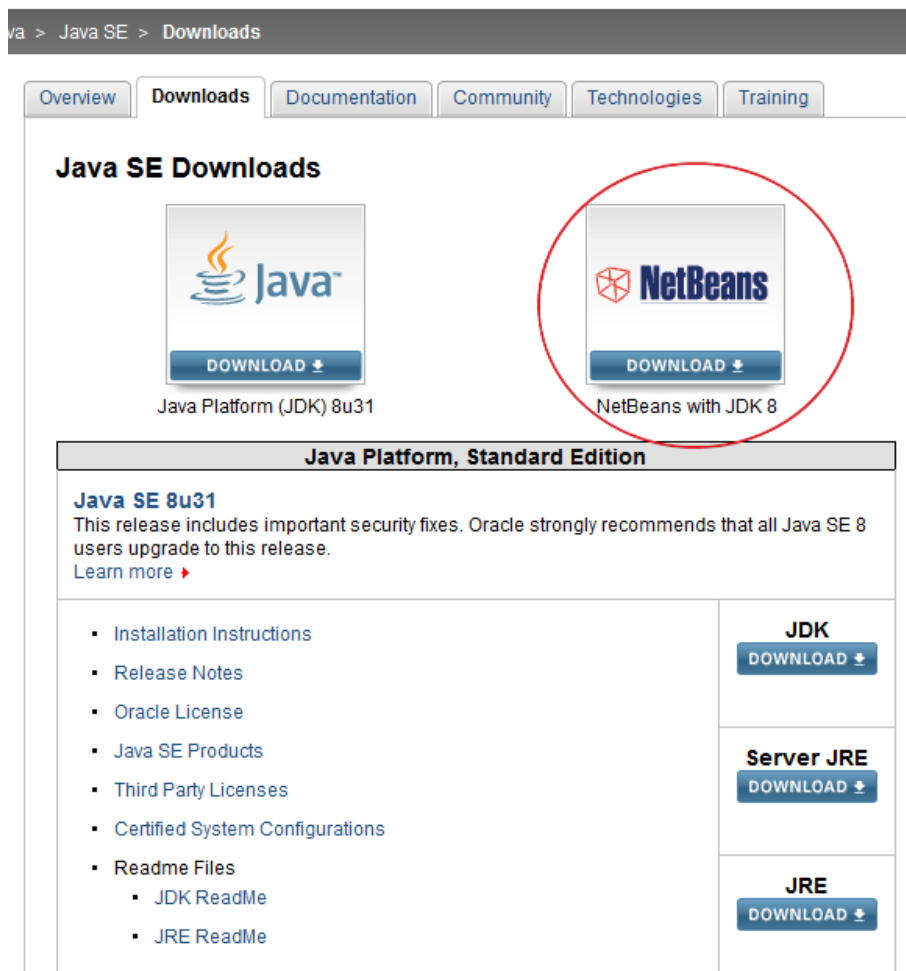 va > Java SE > Downloads
Overview Downloads Documentation Community Technologies Training
Java SE Downloads
Java™
DOWNLOAD
Java Platform (JDK) 8u31
NetBeans
DOWNLOAD
NetBeans with JDK 8
Java Platform, Standard Edition
Java SE 8u31
This release includes important security fixes. Oracle strongly recommends that all Java SE 8
users upgrade to this release.
Learn more
Installation Instructions
Release Notes
Oracle License
Java SE Products
Third Party Licenses
Certified System Configurations
Readme Files
JDK ReadMe
JRE ReadMe
JDK
DOWNLOAD
Server JRE
DOWNLOAD
JRE
DOWNLOAD